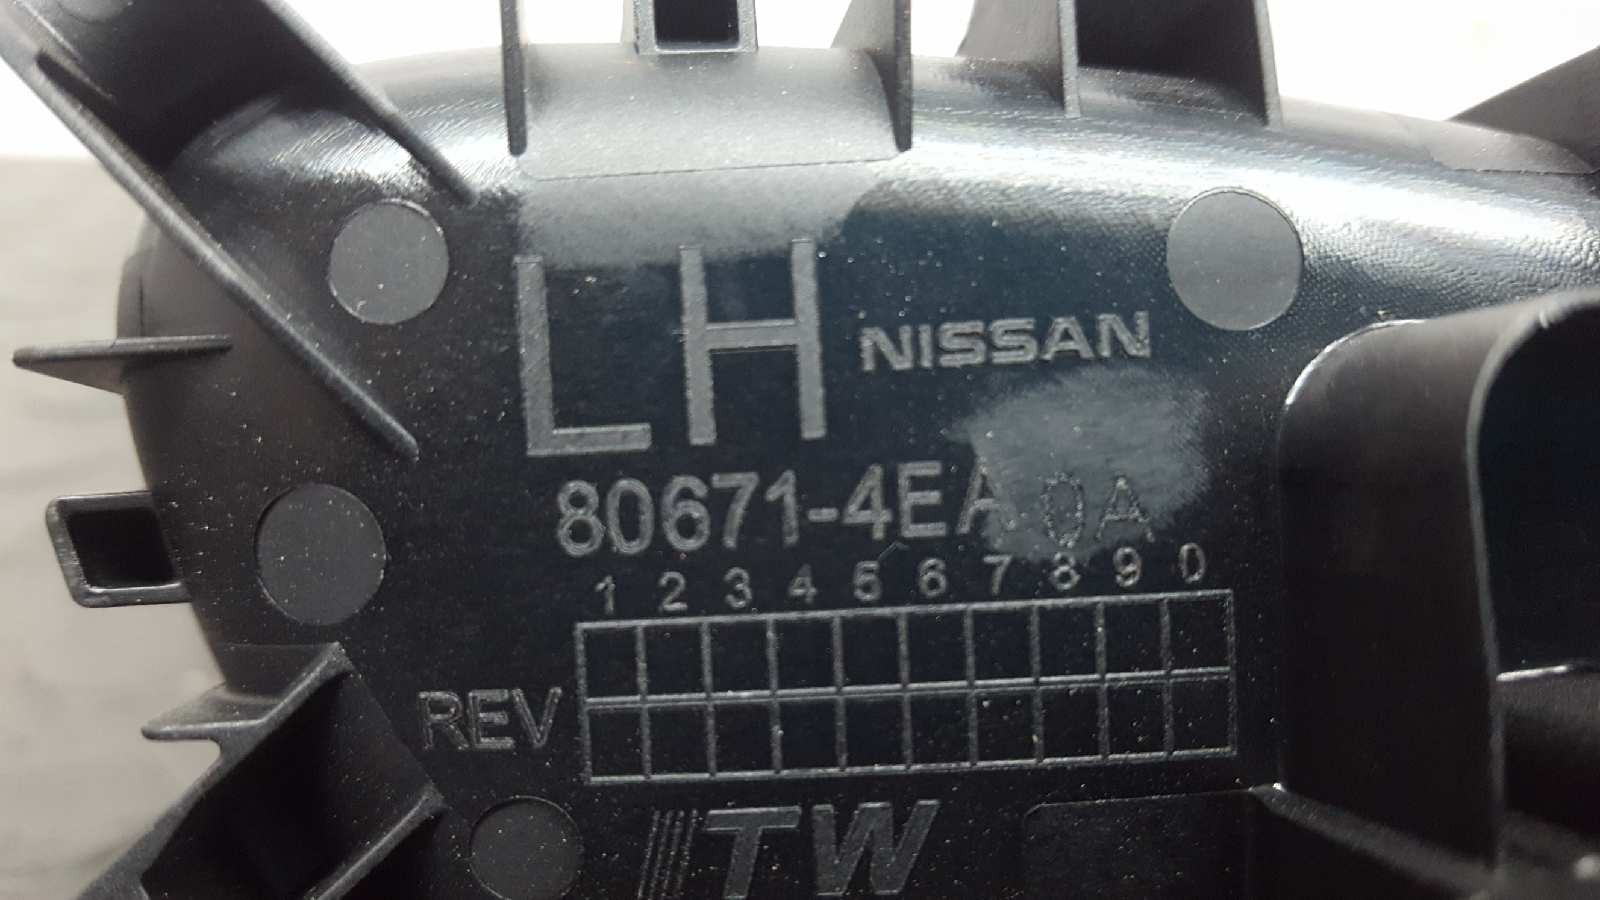 LH NISSAN
80671-4EA0A
1 2 3 4 5 6 7 8 9 0
REV
TW